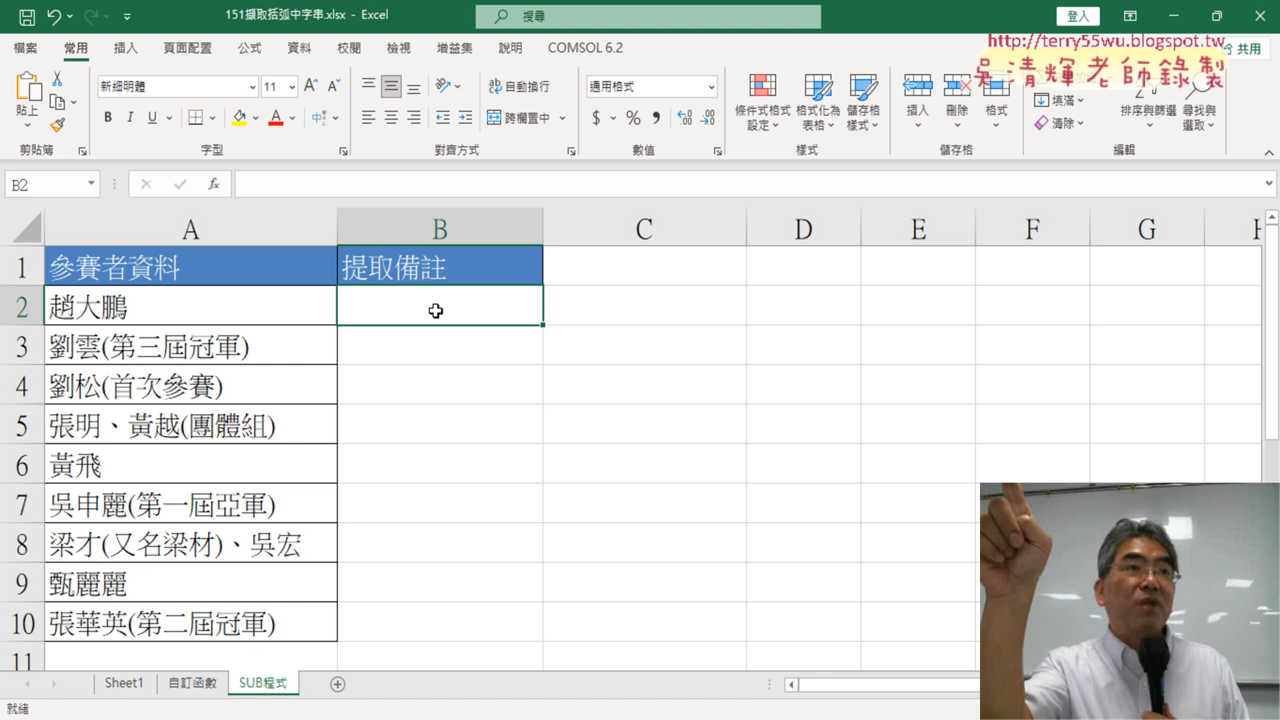 151擷取括弧中字串.xlsx - Excel
搜尋
登入
檔案 常用 插入 頁面配置 公式 資料 校閱 檢視 增益集 說明 COMSOL 6.2
http://terry55wu.blogspot.tw
共用
吳清輝老師錄製
貼上
新細明體 11
自動換行
通用格式
條件式格式設定
格式化為表格
儲存格樣式
插入
刪除
格式
填滿
排序與篩選
尋找與選取
B I U
跨欄置中
$ % ,
清除
剪貼簿 字型 對齊方式 數值 樣式 儲存格 編輯
B2
fx
A B C D E F G
1 參賽者資料 提取備註
2 趙大鵬
3 劉雲(第三屆冠軍)
4 劉松(首次參賽)
5 張明、黃越(團體組)
6 黃飛
7 吳申麗(第一屆亞軍)
8 梁才(又名梁材)、吳宏
9 甄麗麗
10 張華英(第二屆冠軍)
11
Sheet1 自訂函數 SUB程式
就緒